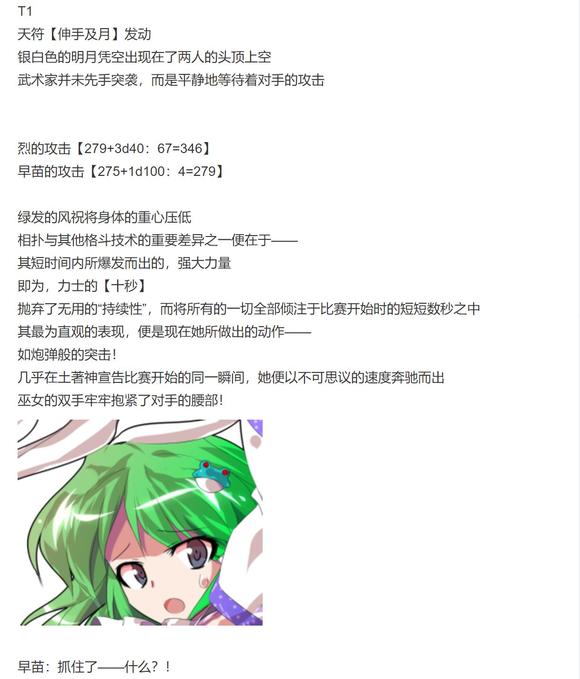 T1
天符【伸手及月】发动
银白色的明月凭空出现在了两人的头顶上空
武术家并未先手突袭，而是平静地等待着对手的攻击
烈的攻击【279+3d40：67=346】
早苗的攻击【275+1d100：4=279】
绿发的风祝将身体的重心压低
相扑与其他格斗技术的重要差异之一便在于——
其短时间内所爆发而出的，强大力量
即为，力士的【十秒】
抛弃了无用的“持续性”，而将所有的一切全部倾注于比赛开始时的短短数秒之中
其最为直观的表现，便是现在她所做出的动作——
如炮弹般的突击！
几乎在土著神宣告比赛开始的同一瞬间，她便以不可思议的速度奔驰而出
巫女的双手牢牢抱紧了对手的腰部！
早苗：抓住了——什么？！